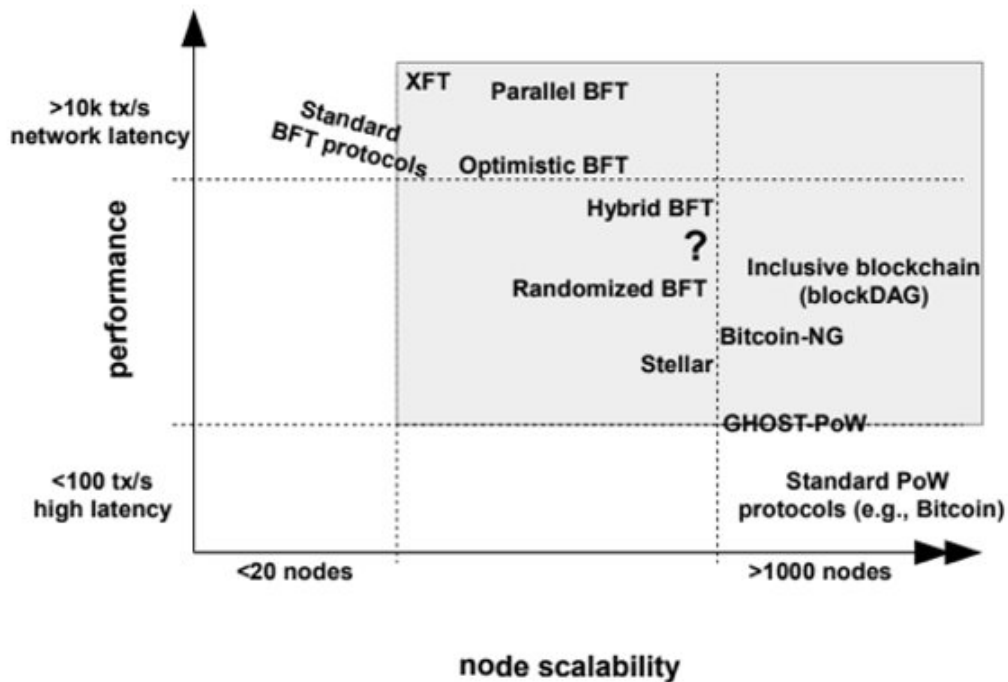 >10k tx/s
network latency
XFT
Parallel BFT
Standard
BFT protocols
Optimistic BFT
Hybrid BFT
?
Randomized BFT
Inclusive blockchain
(blockDAG)
Bitcoin-NG
Stellar
GHOST-PoW
performance
<100 tx/s
high latency
Standard PoW
protocols (e.g., Bitcoin)
<20 nodes
>1000 nodes
node scalability